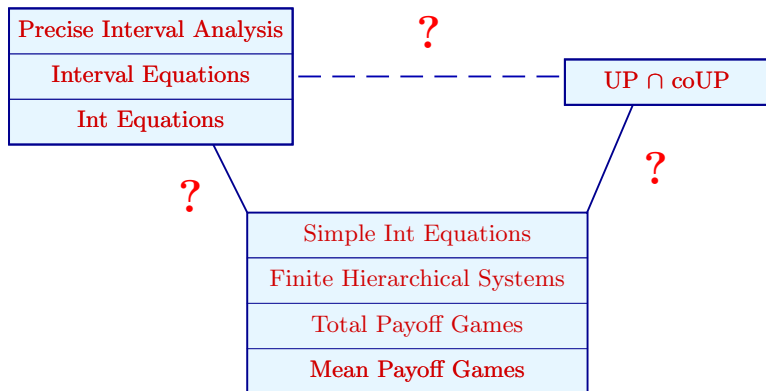 Precise Interval Analysis
Interval Equations
Int Equations
?
UP ∩ coUP
?
?
Simple Int Equations
Finite Hierarchical Systems
Total Payoff Games
Mean Payoff Games